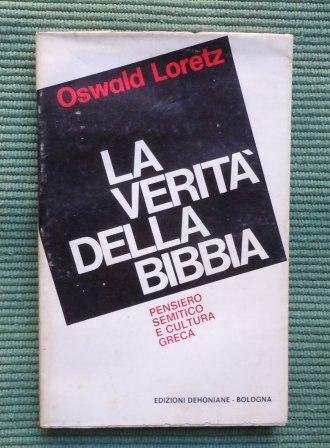 Oswald Loretz
LA
VERITÀ
DELLA
BIBBIA
PENSIERO
SEMITICO
E CULTURA
GRECA
EDIZIONI DEHONIANE - BOLOGNA